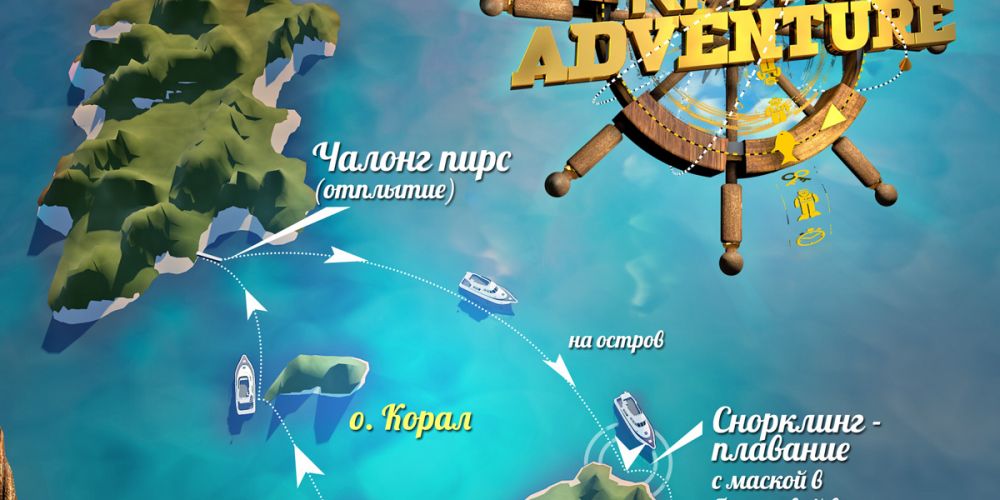 ADVENTURE
Чалонг пирс
(отплытие)
на остров
о. Корал
Снорклинг -
плавание
с маской в